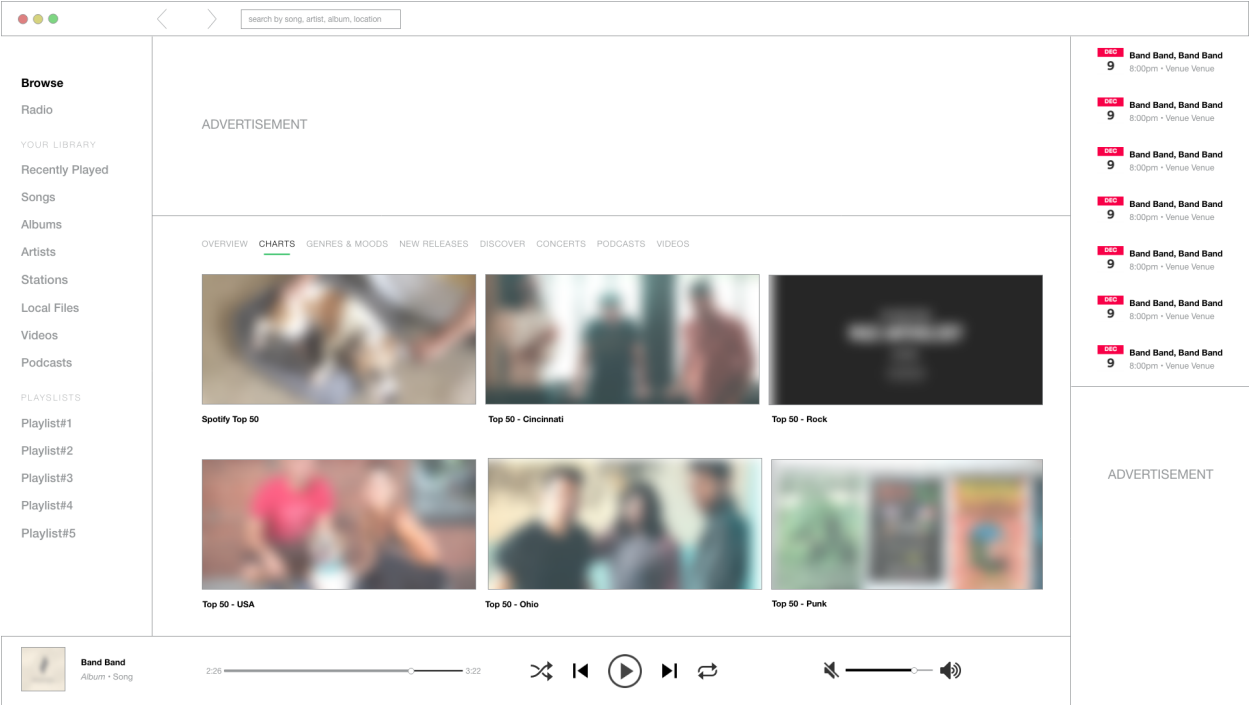 search by song, artist, album, location
Browse
Radio
YOUR LIBRARY
Recently Played
Songs
Albums
Artists
Stations
Local Files
Videos
Podcasts
PLAYSLISTS
Playlist#1
Playlist#2
Playlist#3
Playlist#4
Playlist#5
ADVERTISEMENT
OVERVIEW CHARTS GENRES & MOODS NEW RELEASES DISCOVER CONCERTS PODCASTS VIDEOS
Spotify Top 50
Top 50 - Cincinnati
Top 50 - Rock
Top 50 - USA
Top 50 - Ohio
Top 50 - Punk
DEC
9
Band Band, Band Band
8:00pm • Venue Venue
DEC
9
Band Band, Band Band
8:00pm • Venue Venue
DEC
9
Band Band, Band Band
8:00pm • Venue Venue
DEC
9
Band Band, Band Band
8:00pm • Venue Venue
DEC
9
Band Band, Band Band
8:00pm • Venue Venue
DEC
9
Band Band, Band Band
8:00pm • Venue Venue
DEC
9
Band Band, Band Band
8:00pm • Venue Venue
ADVERTISEMENT
Band Band
Album • Song
2:26
3:22